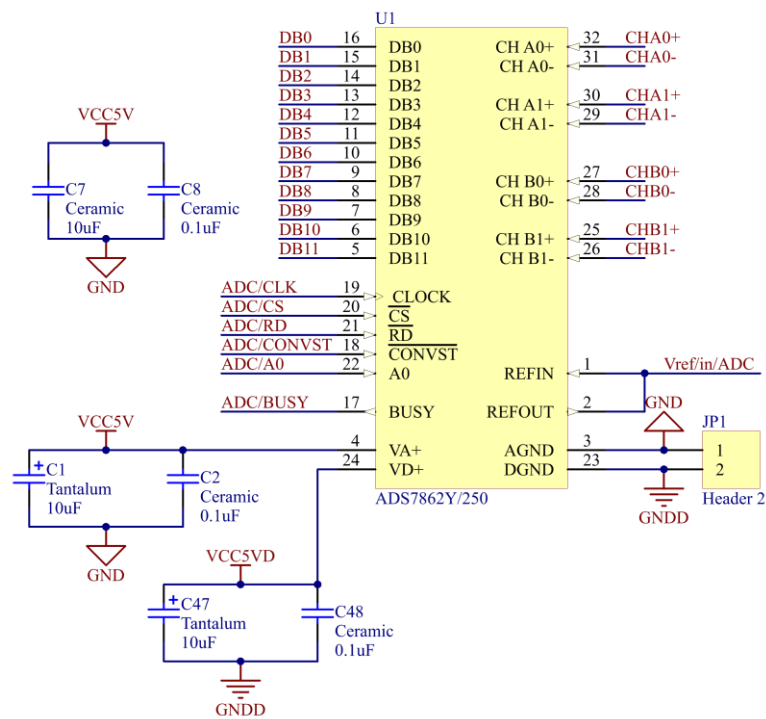 U1
DB0 16 DB0 CH A0+ 32 CHA0+
DB1 15 DB1 CH A0- 31 CHA0-
DB2 14 DB2
DB3 13 DB3 CH A1+ 30 CHA1+
DB4 12 DB4 CH A1- 29 CHA1-
DB5 11 DB5
DB6 10 DB6
DB7 9 DB7 CH B0+ 27 CHB0+
DB8 8 DB8 CH B0- 28 CHB0-
DB9 7 DB9
DB10 6 DB10 CH B1+ 25 CHB1+
DB11 5 DB11 CH B1- 26 CHB1-
VCC5V
C7
Ceramic
10uF
C8
Ceramic
0.1uF
GND
ADC/CLK 19 CLOCK
ADC/CS 20 CS
ADC/RD 21 RD
ADC/CONVST 18 CONVST
ADC/A0 22 A0 REFIN 1 Vref/in/ADC
ADC/BUSY 17 BUSY REFOUT 2
GND
VCC5V
4 VA+ AGND 3
24 VD+ DGND 23
JP1
1
2
Header 2
ADS7862Y/250
GNDD
C1
Tantalum
10uF
C2
Ceramic
0.1uF
GND
VCC5VD
C47
Tantalum
10uF
C48
Ceramic
0.1uF
GNDD